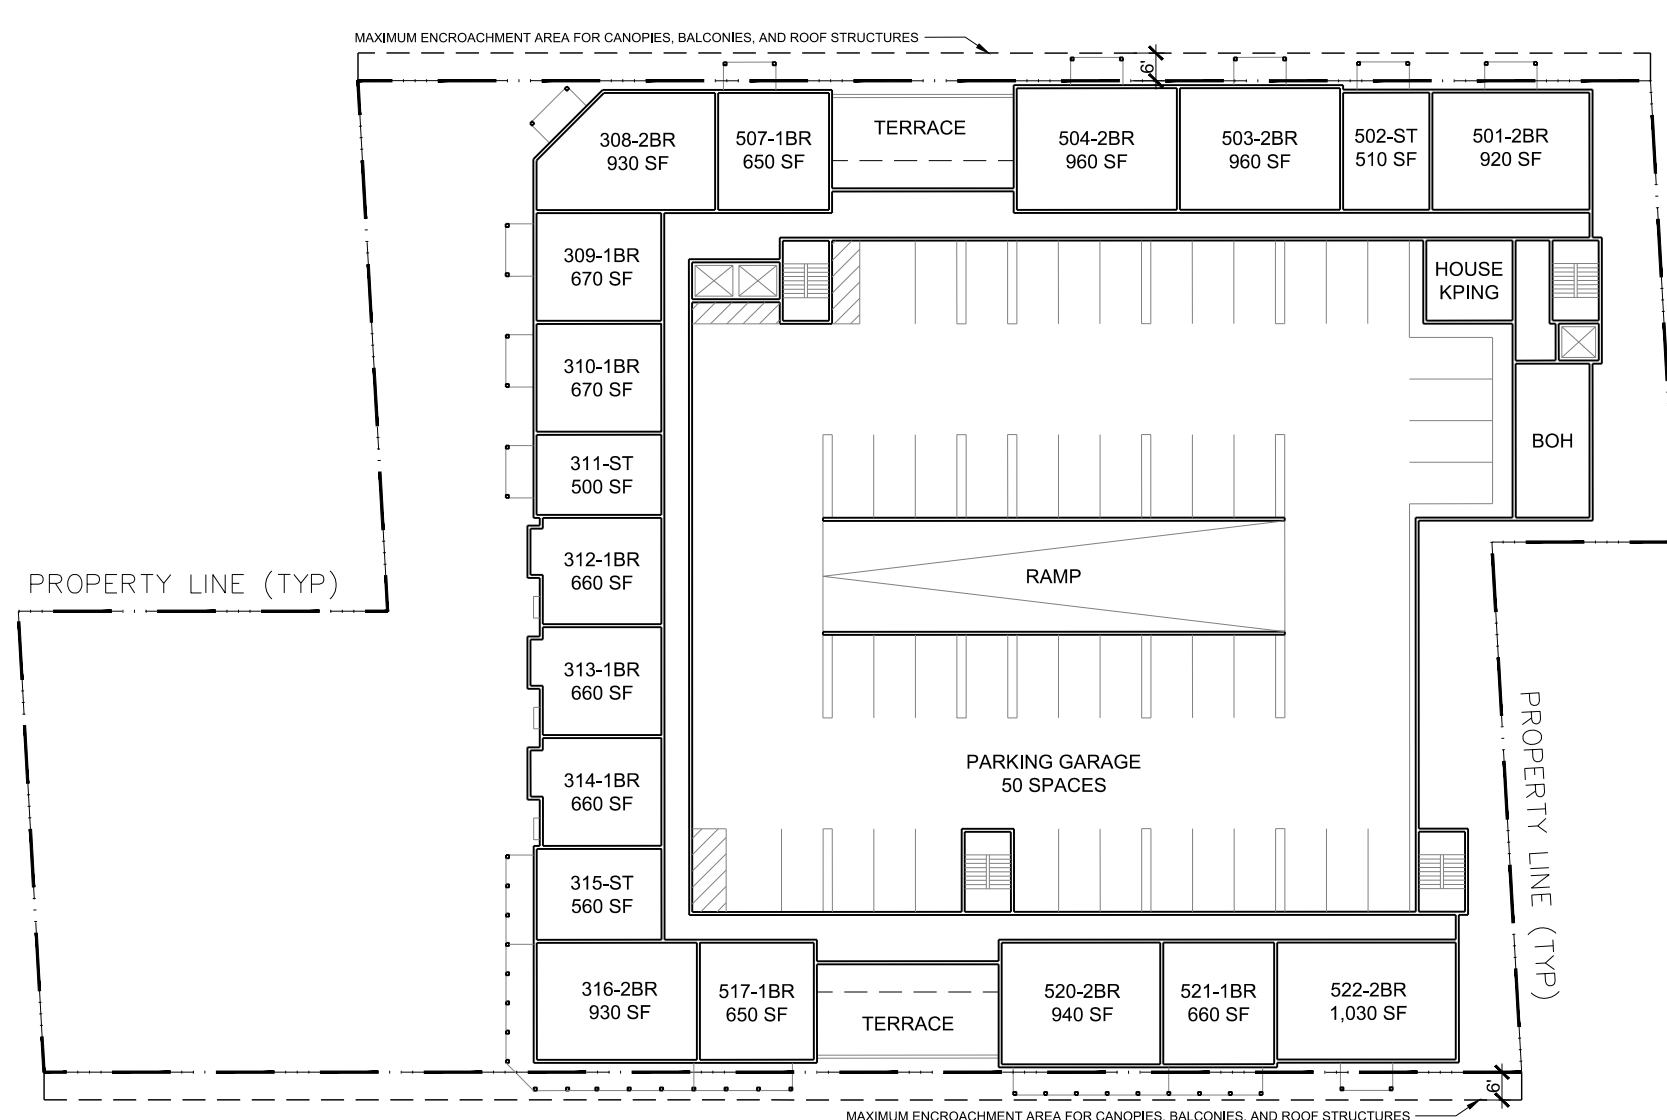 MAXIMUM ENCROACHMENT AREA FOR CANOPIES, BALCONIES, AND ROOF STRUCTURES
6'
308-2BR
930 SF
507-1BR
650 SF
TERRACE
504-2BR
960 SF
503-2BR
960 SF
502-ST
510 SF
501-2BR
920 SF
309-1BR
670 SF
HOUSE
KPING
310-1BR
670 SF
311-ST
500 SF
BOH
312-1BR
660 SF
RAMP
PROPERTY LINE (TYP)
313-1BR
660 SF
314-1BR
660 SF
PARKING GARAGE
50 SPACES
PROPERTY LINE (TYP)
315-ST
560 SF
316-2BR
930 SF
517-1BR
650 SF
TERRACE
520-2BR
940 SF
521-1BR
660 SF
522-2BR
1,030 SF
6'
MAXIMUM ENCROACHMENT AREA FOR CANOPIES, BALCONIES, AND ROOF STRUCTURES